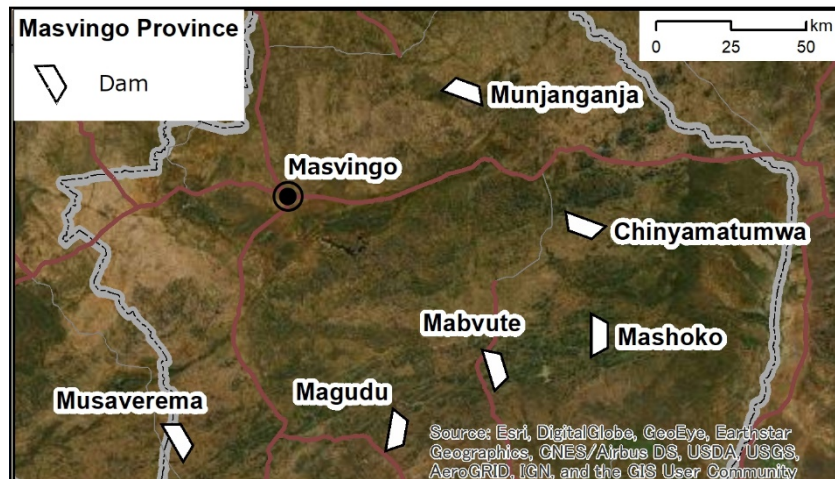 Masvingo Province
Dam
km
0 25 50
Munjanganja
Masvingo
Chinyamatumwa
Mabvute
Mashoko
Magudu
Musaverema
Source: Esri, DigitalGlobe, GeoEye, Earthstar
Geographics, CNES/Airbus DS, USDA, USGS,
AeroGRID, IGN, and the GIS User Community